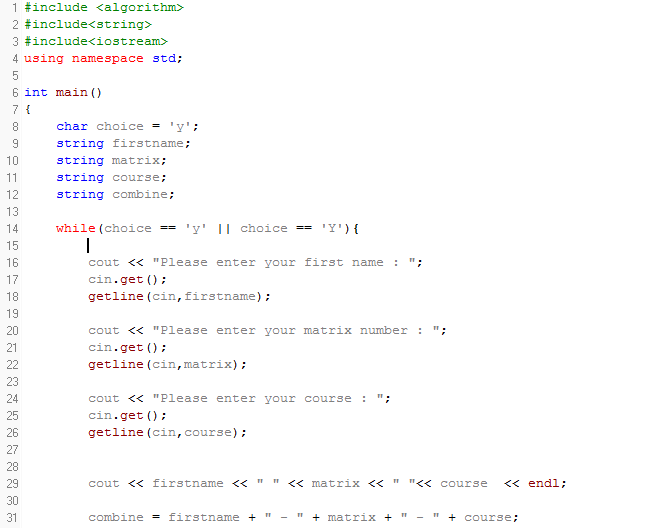 1 #include <algorithm>
2 #include<string>
3 #include<iostream>
4 using namespace std;
5
6 int main()
7 {
8     char choice = 'y';
9     string firstname;
10     string matrix;
11     string course;
12     string combine;
13
14     while(choice == 'y' || choice == 'Y'){
15
16         cout << "Please enter your first name : ";
17         cin.get();
18         getline(cin,firstname);
19
20         cout << "Please enter your matrix number : ";
21         cin.get();
22         getline(cin,matrix);
23
24         cout << "Please enter your course : ";
25         cin.get();
26         getline(cin,course);
27
28
29         cout << firstname << " " << matrix << " "<< course  << endl;
30
31         combine = firstname + " - " + matrix + " - " + course;